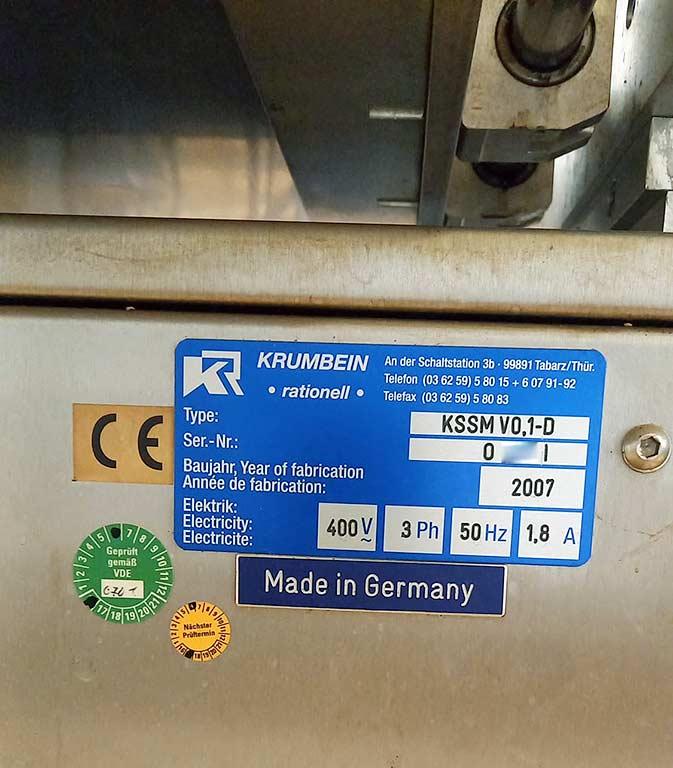 KR
KRUMBEIN
• rationell •
An der Schaltstation 3b · 99891 Tabarz/Thür.
Telefon (03 62 59) 5 80 15 + 6 07 91-92
Telefax (03 62 59) 5 80 83
Type: KSSM V0,1-D
Ser.-Nr.: 0
Baujahr, Year of fabrication
Année de fabrication: 2007
Elektrik:
Electricity:
Electricite:
400 V~ 3 Ph 50 Hz 1,8 A
CE
Made in Germany
Geprüft
gemäß
VDE
Nächster
Prüftermin